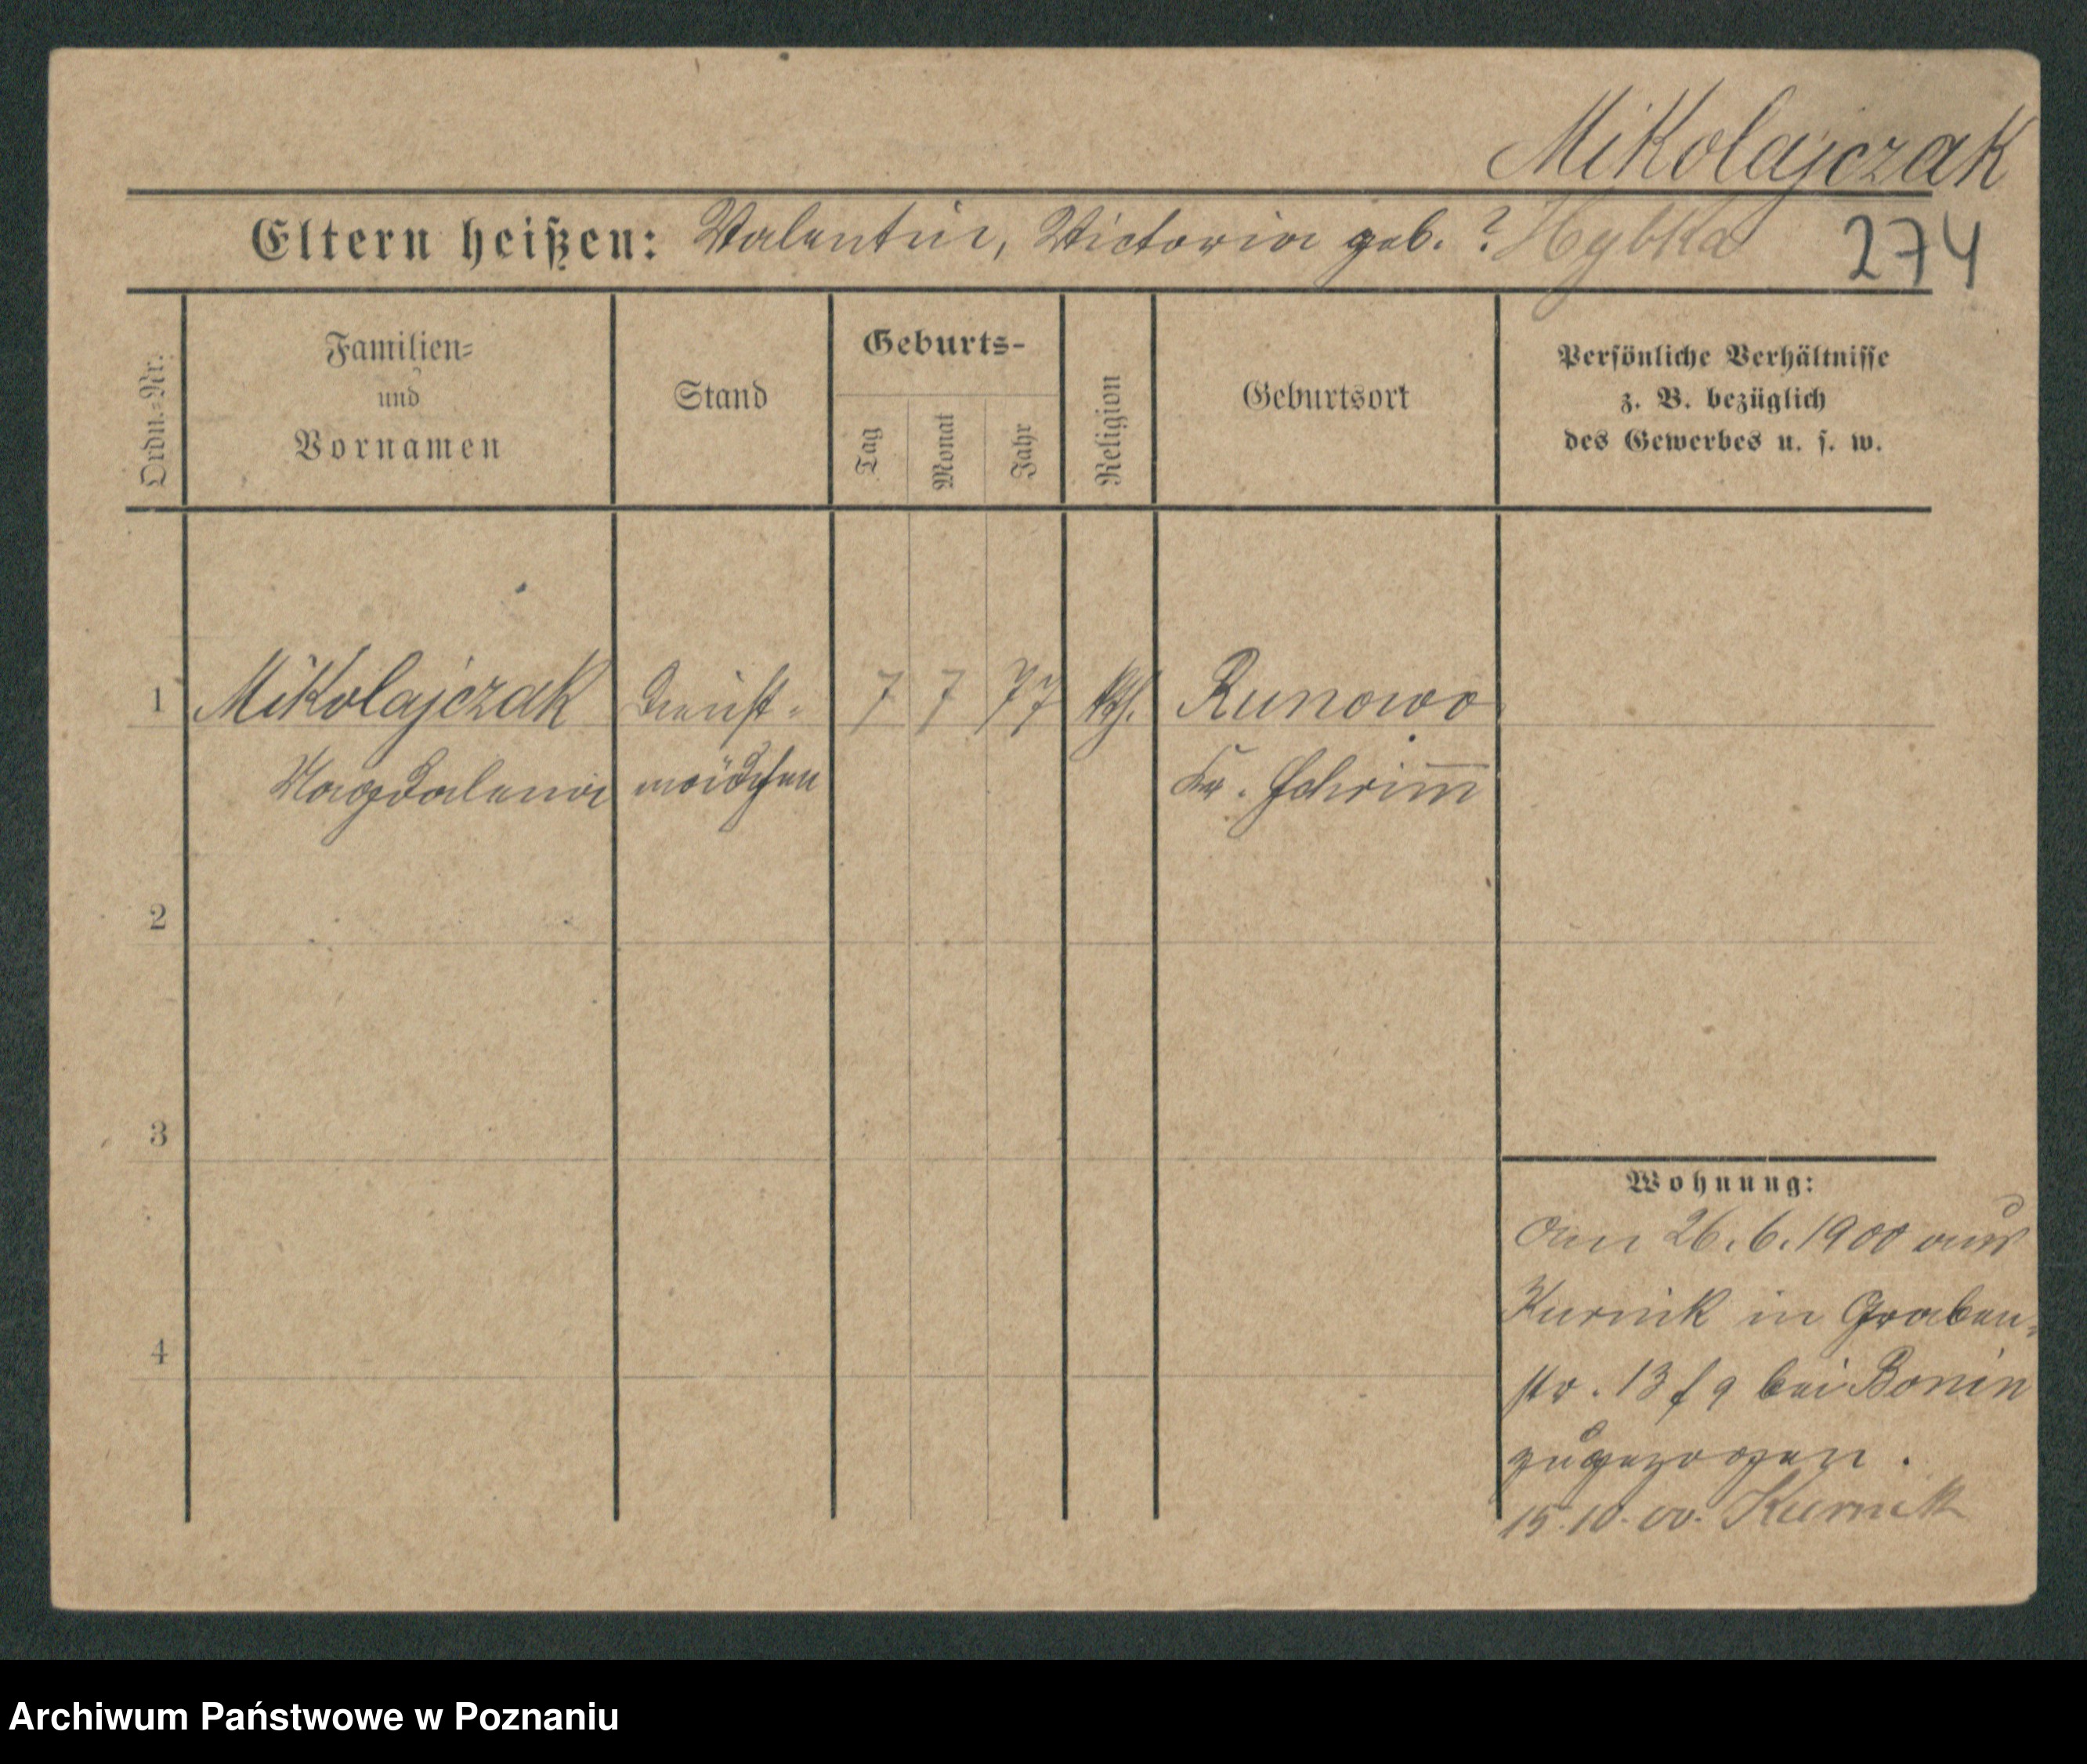 Mikolajczak
Eltern heißen: Valentin, Victoria geb. ? Hybka 274
Ordn.-Nr.
Familien-
und
Vornamen
Stand
Geburts-
Tag
Monat
Jahr
Religion
Geburtsort
Persönliche Verhältnisse
z. B. bezüglich
des Gewerbes u. s. w.
1 Mikolajczak Dienst- 7 7 77 kth. Runowo
Magdalena mädchen Kr. Schrim̅
2
3
4
Wohnung:
Am 26.6.1900 aus
Kurnik in Graben-
str. 13 bei Bonin
zugezogen.
15.10.00. Kurnik
Archiwum Państwowe w Poznaniu